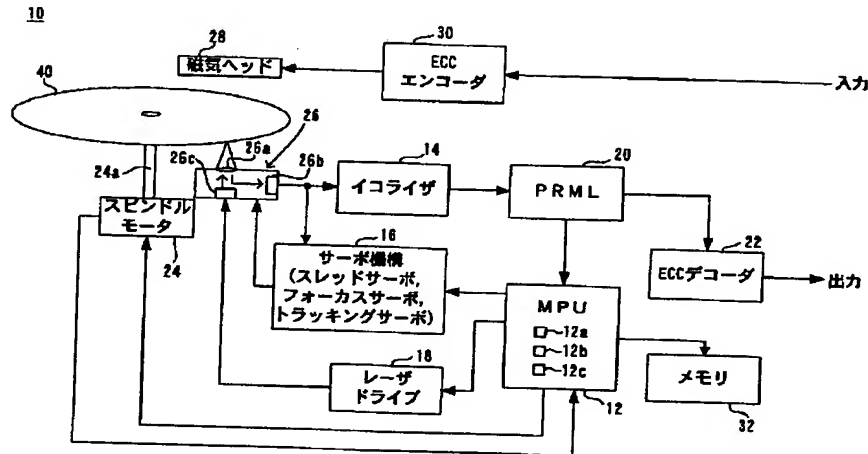 10
30
ECC
エンコーダ
28
磁気ヘッド
入力
40
26
26a
26c
26b
24a
14
イコライザ
20
PRML
スピンドル
モータ
24
16
サーボ機構
(スレッドサーボ,
フォーカスサーボ,
トラッキングサーボ)
22
ECCデコーダ
出力
MPU
12a
12b
12c
12
18
レーザ
ドライブ
メモリ
32